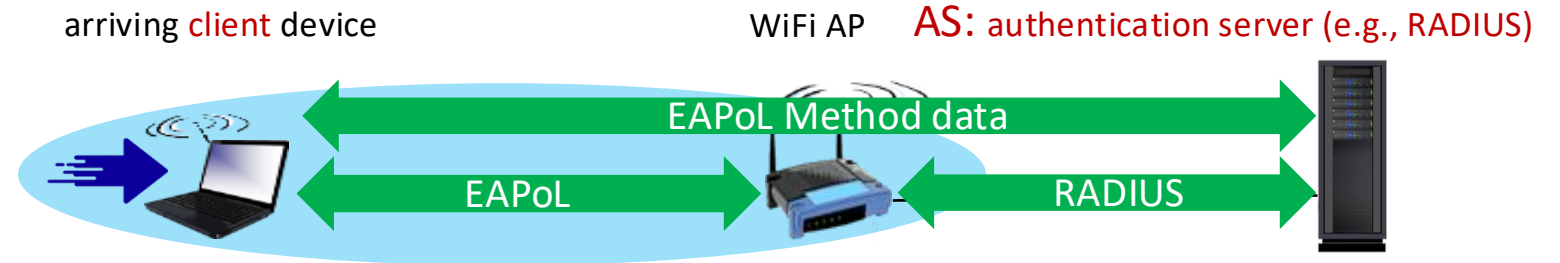 arriving client device
WiFi AP
AS: authentication server (e.g., RADIUS)
EAPoL Method data
EAPoL
RADIUS